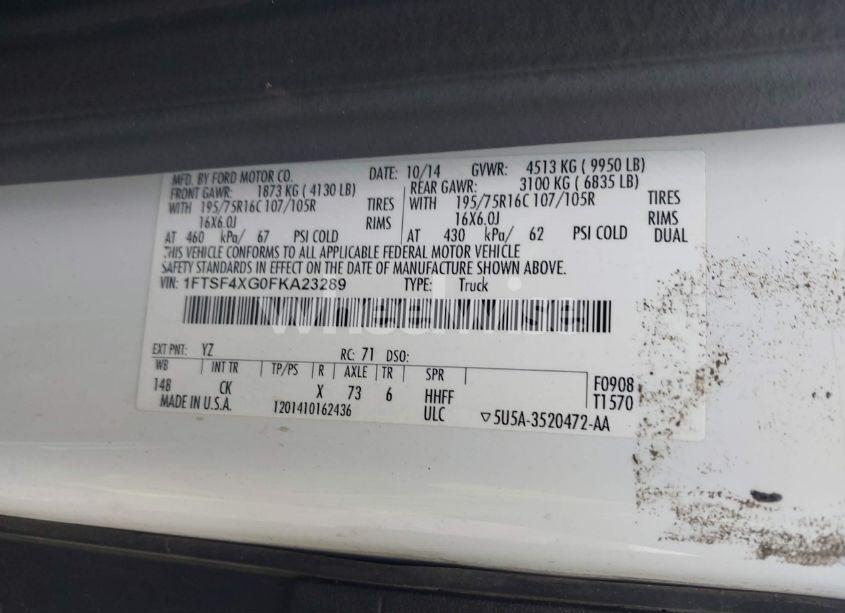 MFD. BY FORD MOTOR CO. DATE: 10/14 GVWR: 4513 KG ( 9950 LB)
FRONT GAWR: 1873 KG ( 4130 LB) REAR GAWR: 3100 KG ( 6835 LB)
WITH 195/75R16C 107/105R TIRES WITH 195/75R16C 107/105R TIRES
16X6.0J RIMS 16X6.0J RIMS
AT 460 kPa/ 67 PSI COLD AT 430 kPa/ 62 PSI COLD DUAL
THIS VEHICLE CONFORMS TO ALL APPLICABLE FEDERAL MOTOR VEHICLE
SAFETY STANDARDS IN EFFECT ON THE DATE OF MANUFACTURE SHOWN ABOVE.
VIN: 1FTSF4XG0FKA23289 TYPE: Truck
EXT PNT: YZ RC: 71 DSO:
WB INT TR TP/PS R AXLE TR SPR F0908
148 CK X 73 6 HHFF T1570
MADE IN U.S.A. 1201410162436 ULC ▽5U5A-3520472-AA